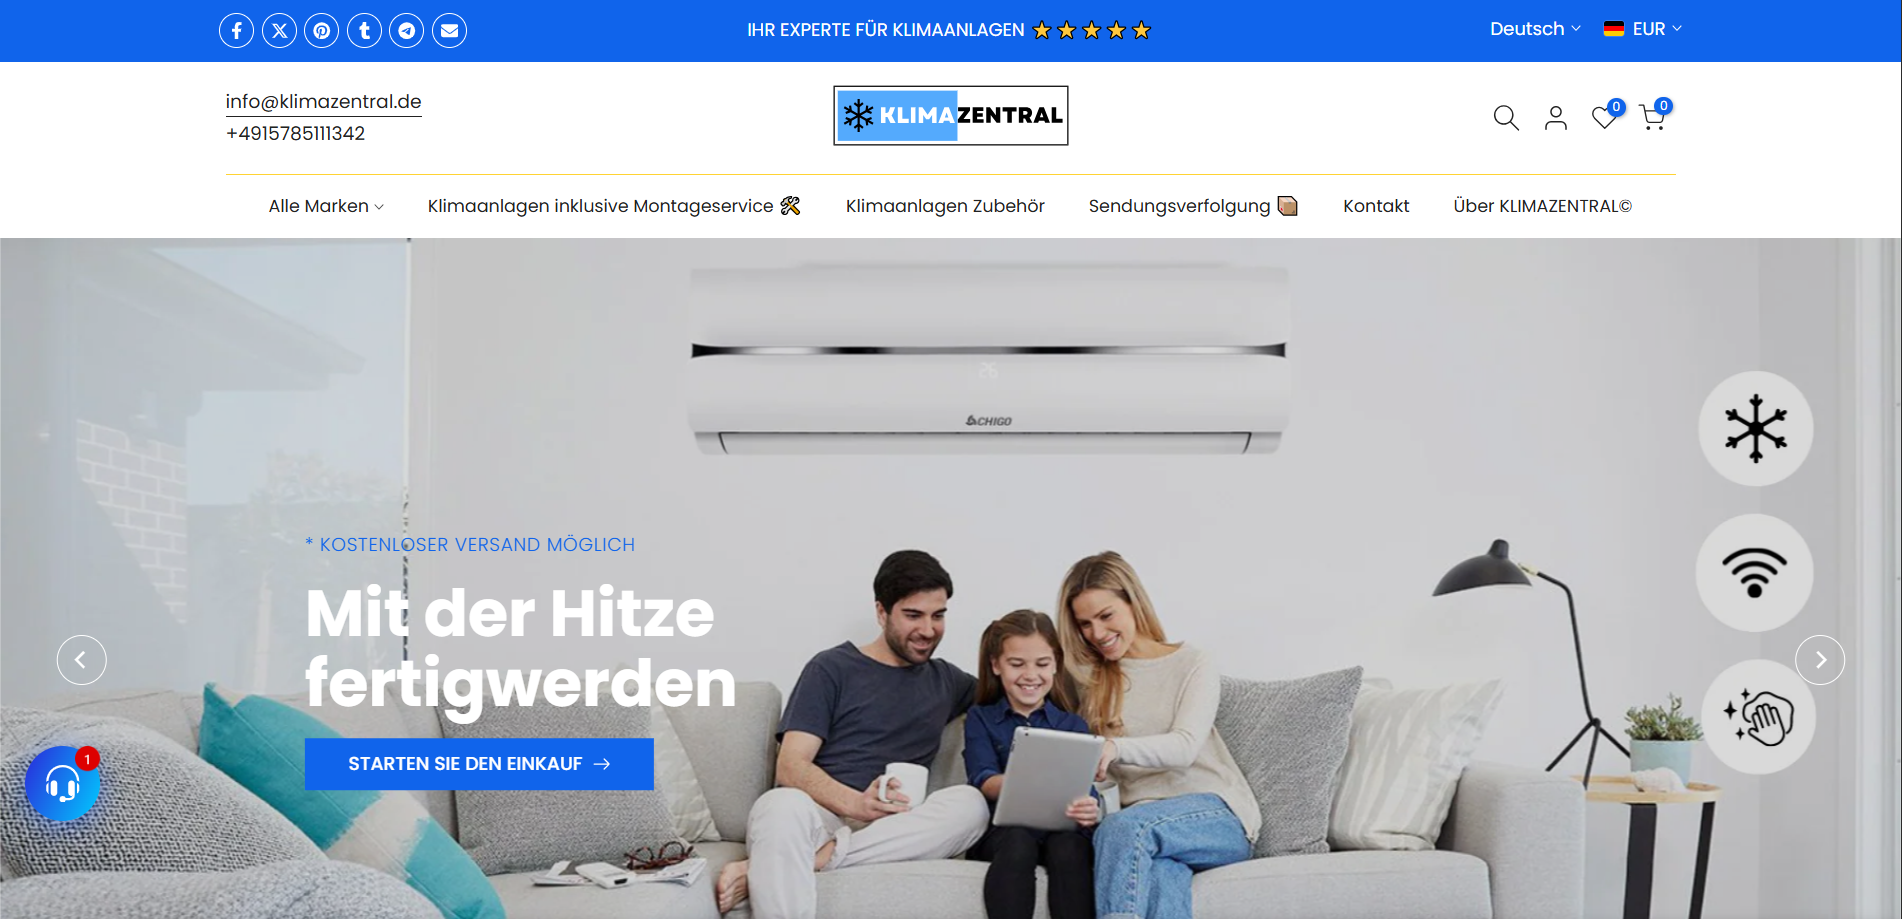 IHR EXPERTE FÜR KLIMAANLAGEN ⭐⭐⭐⭐⭐
Deutsch
EUR
info@klimazentral.de
+4915785111342
KLIMAZENTRAL
0
0
Alle Marken
Klimaanlagen inklusive Montageservice 🛠️
Klimaanlagen Zubehör
Sendungsverfolgung 📦
Kontakt
Über KLIMAZENTRAL©
26
CHIGO
* KOSTENLOSER VERSAND MÖGLICH
Mit der Hitze
fertigwerden
STARTEN SIE DEN EINKAUF →
1